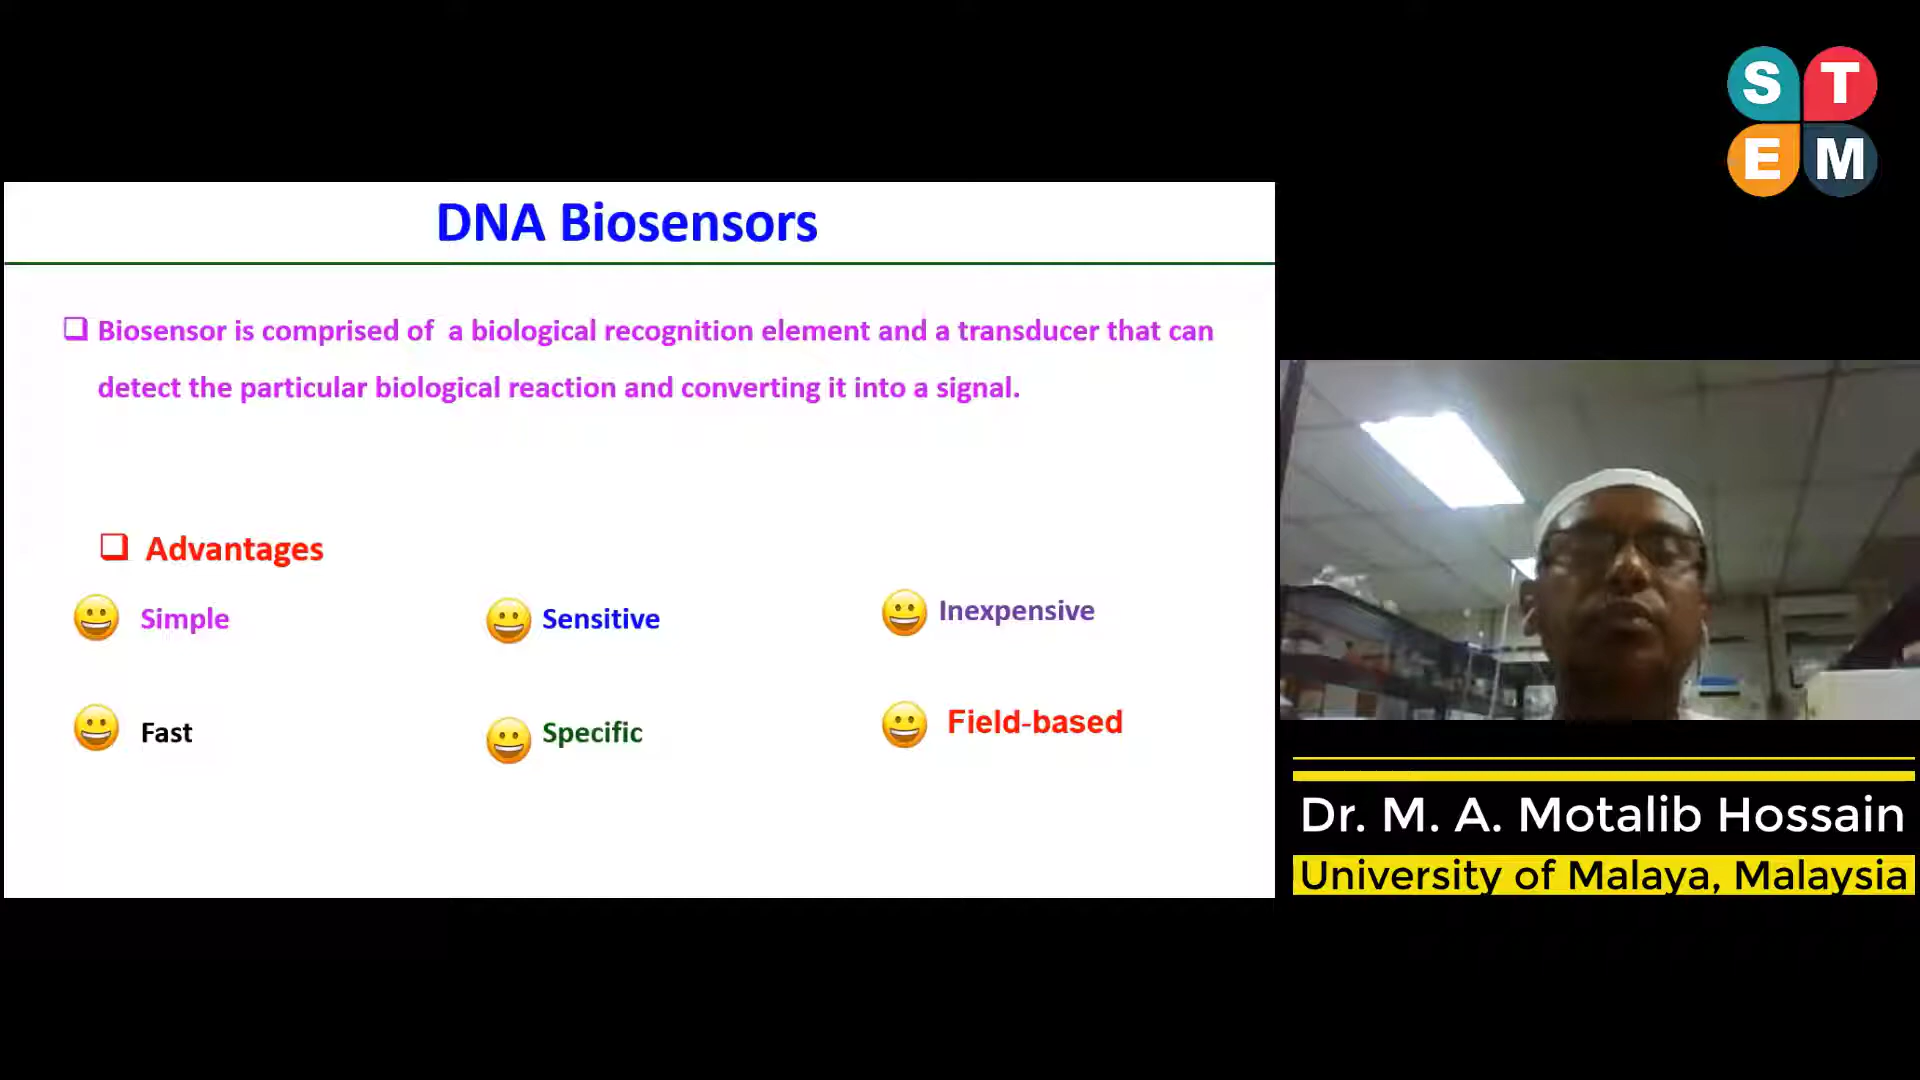 S T
E M
DNA Biosensors
Biosensor is comprised of a biological recognition element and a transducer that can
detect the particular biological reaction and converting it into a signal.
Advantages
Simple
Sensitive
Inexpensive
Fast
Specific
Field-based
Dr. M. A. Motalib Hossain
University of Malaya, Malaysia